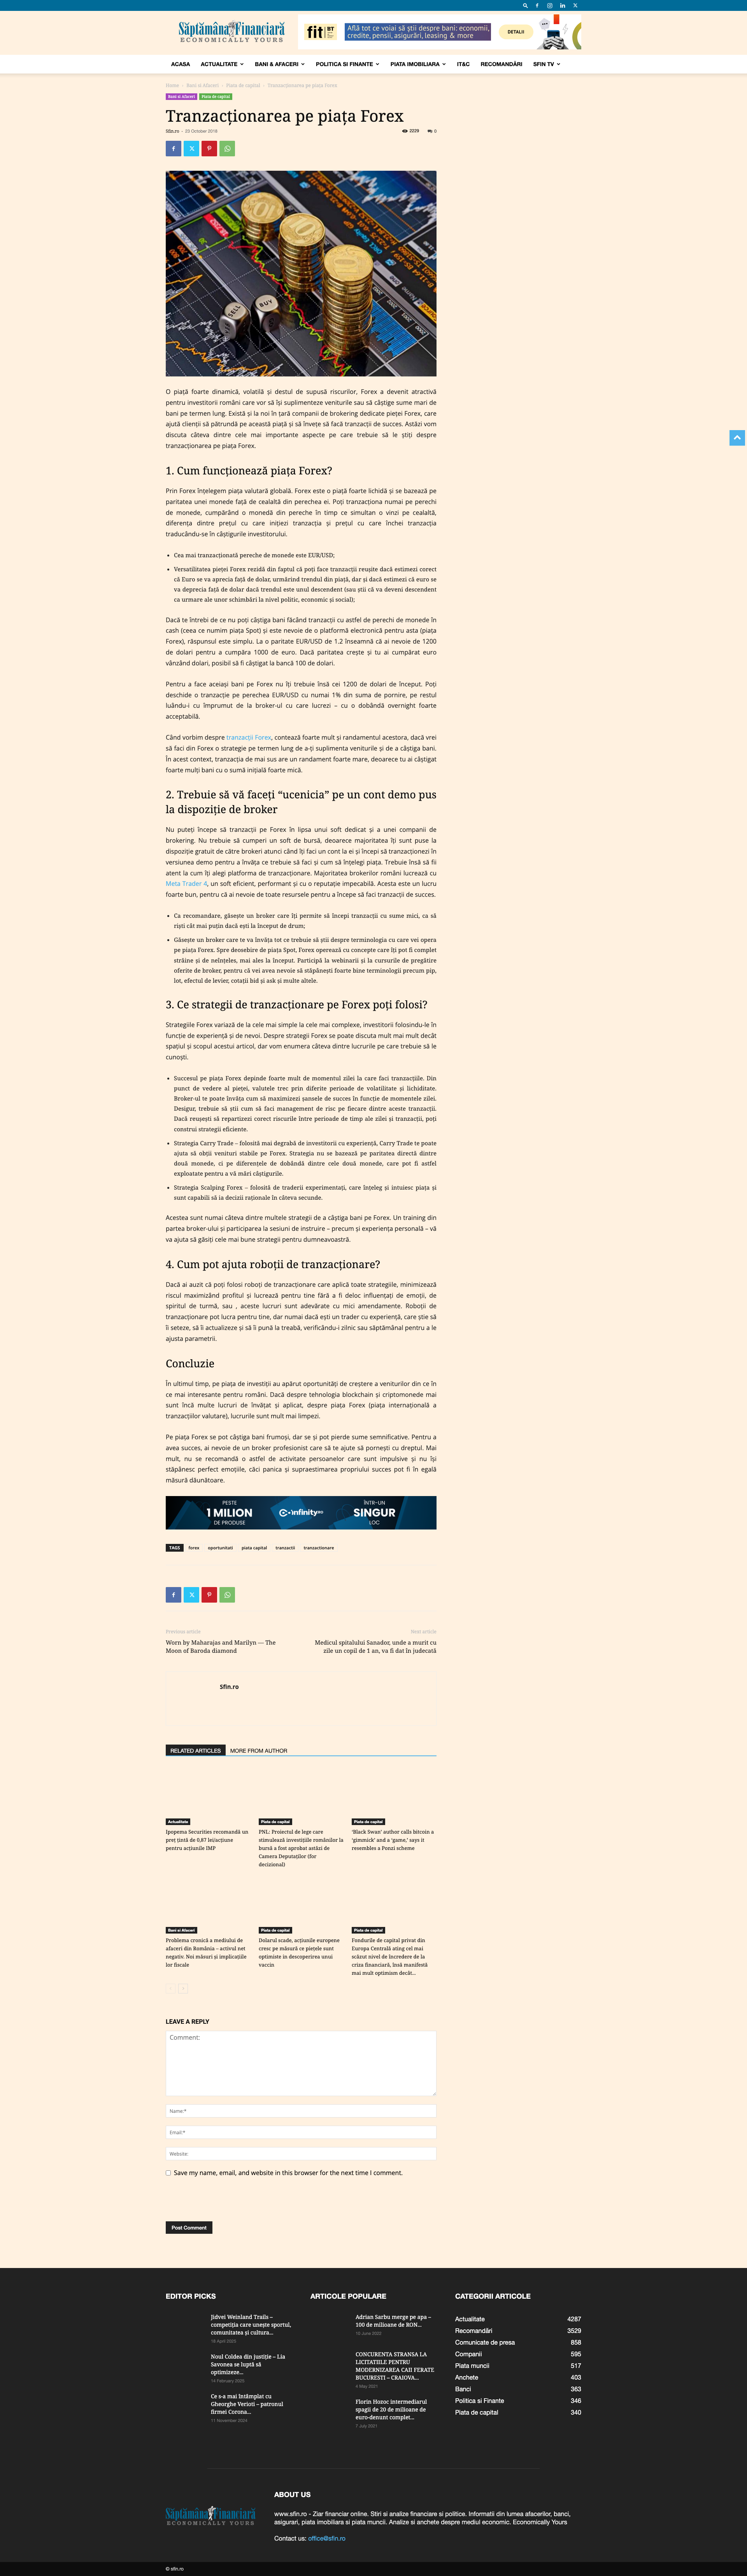 Săptămâna Financiară
ECONOMICALLY YOURS
fit BT
Află tot ce voiai să știi despre bani: economii,
credite, pensii, asigurări, leasing & more
DETALII
ACASA ACTUALITATE BANI & AFACERI POLITICA SI FINANTE PIATA IMOBILIARA IT&C RECOMANDĂRI SFIN TV
Home › Bani si Afaceri › Piata de capital › Tranzacționarea pe piața Forex
Bani si Afaceri Piata de capital
Tranzacționarea pe piața Forex
Sfin.ro - 23 October 2018 2229 0
SELL BUY
O piață foarte dinamică, volatilă și destul de supusă riscurilor, Forex a devenit atractivă
pentru investitorii români care vor să își suplimenteze veniturile sau să câștige sume mari de
bani pe termen lung. Există și la noi în țară companii de brokering dedicate pieței Forex, care
ajută clienții să pătrundă pe această piață și să învețe să facă tranzacții de succes. Astăzi vom
discuta câteva dintre cele mai importante aspecte pe care trebuie să le știți despre
tranzacționarea pe piața Forex.
1. Cum funcționează piața Forex?
Prin Forex înțelegem piața valutară globală. Forex este o piață foarte lichidă și se bazează pe
paritatea unei monede față de cealaltă din perechea ei. Poți tranzacționa numai pe perechi
de monede, cumpărând o monedă din pereche în timp ce simultan o vinzi pe cealaltă,
diferența dintre prețul cu care inițiezi tranzacția și prețul cu care închei tranzacția
traducându-se în câștigurile investitorului.
• Cea mai tranzacționată pereche de monede este EUR/USD;
• Versatilitatea pieței Forex rezidă din faptul că poți face tranzacții reușite dacă estimezi corect
că Euro se va aprecia față de dolar, urmărind trendul din piață, dar și dacă estimezi că euro se
va deprecia față de dolar dacă trendul este unul descendent (sau știi că va deveni descendent
ca urmare ale unor schimbări la nivel politic, economic și social);
Dacă te întrebi de ce nu poți câștiga bani făcând tranzacții cu astfel de perechi de monede în
cash (ceea ce numim piața Spot) și este nevoie de o platformă electronică pentru asta (piața
Forex), răspunsul este simplu. La o paritate EUR/USD de 1.2 înseamnă că ai nevoie de 1200
de dolari pentru a cumpăra 1000 de euro. Dacă paritatea crește și tu ai cumpărat euro
vânzând dolari, posibil să fi câștigat la bancă 100 de dolari.
Pentru a face aceiași bani pe Forex nu îți trebuie însă cei 1200 de dolari de început. Poți
deschide o tranzacție pe perechea EUR/USD cu numai 1% din suma de pornire, pe restul
luându-i cu împrumut de la broker-ul cu care lucrezi – cu o dobândă overnight foarte
acceptabilă.
Când vorbim despre tranzacții Forex, contează foarte mult și randamentul acestora, dacă vrei
să faci din Forex o strategie pe termen lung de a-ți suplimenta veniturile și de a câștiga bani.
În acest context, tranzacția de mai sus are un randament foarte mare, deoarece tu ai câștigat
foarte mulți bani cu o sumă inițială foarte mică.
2. Trebuie să vă faceți “ucenicia” pe un cont demo pus
la dispoziție de broker
Nu puteți începe să tranzacții pe Forex în lipsa unui soft dedicat și a unei companii de
brokering. Nu trebuie să cumperi un soft de bursă, deoarece majoritatea îți sunt puse la
dispoziție gratuit de către brokeri atunci când îți faci un cont la ei și începi să tranzacționezi în
versiunea demo pentru a învăța ce trebuie să faci și cum să înțelegi piața. Trebuie însă să fii
atent la cum îți alegi platforma de tranzacționare. Majoritatea brokerilor români lucrează cu
Meta Trader 4, un soft eficient, performant și cu o reputație impecabilă. Acesta este un lucru
foarte bun, pentru că ai nevoie de toate resursele pentru a începe să faci tranzacții de succes.
• Ca recomandare, găsește un broker care îți permite să începi tranzacții cu sume mici, ca să
riști cât mai puțin dacă ești la început de drum;
• Găsește un broker care te va învăța tot ce trebuie să știi despre terminologia cu care vei opera
pe piața Forex. Spre deosebire de piața Spot, Forex operează cu concepte care îți pot fi complet
străine și de neînțeles, mai ales la început. Participă la webinarii și la cursurile de pregătire
oferite de broker, pentru că vei avea nevoie să stăpânești foarte bine terminologii precum pip,
lot, efectul de levier, cotații bid și ask și multe altele.
3. Ce strategii de tranzacționare pe Forex poți folosi?
Strategiile Forex variază de la cele mai simple la cele mai complexe, investitorii folosindu-le în
funcție de experiență și de nevoi. Despre strategii Forex se poate discuta mult mai mult decât
spațiul și scopul acestui articol, dar vom enumera câteva dintre lucrurile pe care trebuie să le
cunoști.
• Succesul pe piața Forex depinde foarte mult de momentul zilei la care faci tranzacțiile. Din
punct de vedere al pieței, valutele trec prin diferite perioade de volatilitate și lichiditate.
Broker-ul te poate învăța cum să maximizezi șansele de succes în funcție de momentele zilei.
Desigur, trebuie să știi cum să faci management de risc pe fiecare dintre aceste tranzacții.
Dacă reușești să repartizezi corect riscurile între perioade de timp ale zilei și tranzacții, poți
construi strategii eficiente.
• Strategia Carry Trade – folosită mai degrabă de investitorii cu experiență, Carry Trade te poate
ajuta să obții venituri stabile pe Forex. Strategia nu se bazează pe paritatea directă dintre
două monede, ci pe diferențele de dobândă dintre cele două monede, care pot fi astfel
exploatate pentru a vă mări câștigurile.
• Strategia Scalping Forex – folosită de traderii experimentați, care înțeleg și intuiesc piața și
sunt capabili să ia decizii raționale în câteva secunde.
Acestea sunt numai câteva dintre multele strategii de a câștiga bani pe Forex. Un training din
partea broker-ului și participarea la sesiuni de instruire – precum și experiența personală – vă
va ajuta să găsiți cele mai bune strategii pentru dumneavoastră.
4. Cum pot ajuta roboții de tranzacționare?
Dacă ai auzit că poți folosi roboți de tranzacționare care aplică toate strategiile, minimizează
riscul maximizând profitul și lucrează pentru tine fără a fi deloc influențați de emoții, de
spiritul de turmă, sau , aceste lucruri sunt adevărate cu mici amendamente. Roboții de
tranzacționare pot lucra pentru tine, dar numai dacă ești un trader cu experiență, care știe să
îi seteze, să îi actualizeze și să îi pună la treabă, verificându-i zilnic sau săptămânal pentru a le
ajusta parametrii.
Concluzie
În ultimul timp, pe piața de investiții au apărut oportunități de creștere a veniturilor din ce în
ce mai interesante pentru români. Dacă despre tehnologia blockchain și criptomonede mai
sunt încă multe lucruri de învățat și aplicat, despre piața Forex (piața internațională a
tranzacțiilor valutare), lucrurile sunt mult mai limpezi.
Pe piața Forex se pot câștiga bani frumoși, dar se și pot pierde sume semnificative. Pentru a
avea succes, ai nevoie de un broker profesionist care să te ajute să pornești cu dreptul. Mai
mult, nu se recomandă o astfel de activitate persoanelor care sunt impulsive și nu își
stăpânesc perfect emoțiile, căci panica și supraestimarea propriului succes pot fi în egală
măsură dăunătoare.
PESTE
1 MILION
DE PRODUSE
infinity.ro
ÎNTR-UN
SINGUR
LOC
TAGS forex oportunitati piata capital tranzactii tranzactionare
Previous article Next article
Worn by Maharajas and Marilyn — The
Moon of Baroda diamond
Medicul spitalului Sanador, unde a murit cu
zile un copil de 1 an, va fi dat în judecată
Sfin.ro
RELATED ARTICLES MORE FROM AUTHOR
Actualitate
Ipopema Securities recomandă un
preț țintă de 0,87 lei/acțiune
pentru acțiunile IMP
Piata de capital
PNL: Proiectul de lege care
stimulează investițiile românilor la
bursă a fost aprobat astăzi de
Camera Deputaților (for
decizional)
Piata de capital
‘Black Swan’ author calls bitcoin a
‘gimmick’ and a ‘game,’ says it
resembles a Ponzi scheme
Bani si Afaceri
Problema cronică a mediului de
afaceri din România – activul net
negativ. Noi măsuri și implicațiile
lor fiscale
Piata de capital
Dolarul scade, acțiunile europene
cresc pe măsură ce piețele sunt
optimiste in descoperirea unui
vaccin
Piata de capital
Fondurile de capital privat din
Europa Centrală ating cel mai
scăzut nivel de încredere de la
criza financiară, însă manifestă
mai mult optimism decât...
LEAVE A REPLY
Comment:
Name:*
Email:*
Website:
Save my name, email, and website in this browser for the next time I comment.
Post Comment
EDITOR PICKS
Jidvei Weinland Trails –
competiția care unește sportul,
comunitatea și cultura...
16 April 2025
Noul Coldea din justiție – Lia
Savonea se luptă să
optimizeze...
14 February 2025
Ce s-a mai întâmplat cu
Gheorghe Verioti – patronul
firmei Corona...
11 November 2024
ARTICOLE POPULARE
Adrian Sarbu merge pe apa –
100 de milioane de RON...
10 June 2022
CONCURENTA STRANSA LA
LICITATIILE PENTRU
MODERNIZAREA CAII FERATE
BUCURESTI – CRAIOVA...
4 May 2021
Florin Hozoc intermediarul
spagii de 20 de milioane de
euro-denunt complet...
7 July 2021
CATEGORII ARTICOLE
Actualitate 4287
Recomandări 3529
Comunicate de presa 858
Companii 595
Piata muncii 517
Anchete 403
Banci 363
Politica si Finante 346
Piata de capital 340
Săptămâna Financiară
ECONOMICALLY YOURS
ABOUT US
www.sfin.ro - Ziar financiar online. Stiri si analize financiare si politice. Informatii din lumea afacerilor, banci,
asigurari, piata imobiliara si piata muncii. Analize si anchete despre mediul economic. Economically Yours
Contact us: office@sfin.ro
© sfin.ro